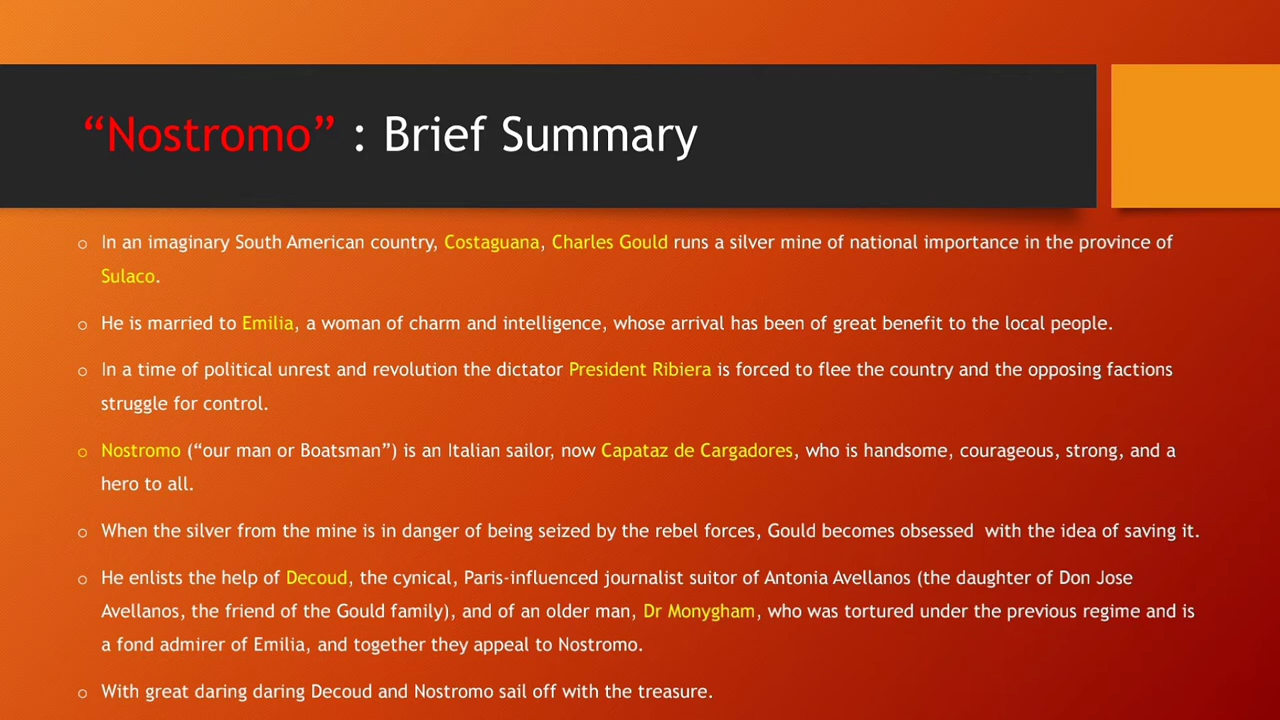 “Nostromo” : Brief Summary
○ In an imaginary South American country, Costaguana, Charles Gould runs a silver mine of national importance in the province of
Sulaco.
○ He is married to Emilia, a woman of charm and intelligence, whose arrival has been of great benefit to the local people.
○ In a time of political unrest and revolution the dictator President Ribiera is forced to flee the country and the opposing factions
struggle for control.
○ Nostromo (“our man or Boatsman”) is an Italian sailor, now Capataz de Cargadores, who is handsome, courageous, strong, and a
hero to all.
○ When the silver from the mine is in danger of being seized by the rebel forces, Gould becomes obsessed  with the idea of saving it.
○ He enlists the help of Decoud, the cynical, Paris-influenced journalist suitor of Antonia Avellanos (the daughter of Don Jose
Avellanos, the friend of the Gould family), and of an older man, Dr Monygham, who was tortured under the previous regime and is
a fond admirer of Emilia, and together they appeal to Nostromo.
○ With great daring daring Decoud and Nostromo sail off with the treasure.